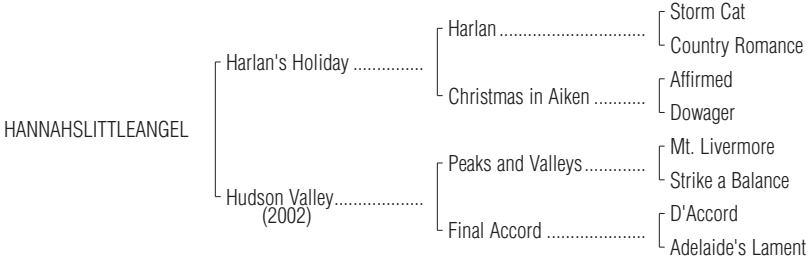 Storm Cat
Harlan..............................
Country Romance
Harlan's Holiday ...............
Affirmed
Christmas in Aiken ...........
Dowager
HANNAHSLITTLEANGEL
Mt. Livermore
Peaks and Valleys.............
Strike a Balance
Hudson Valley...................
(2002)
D'Accord
Final Accord .....................
Adelaide's Lament